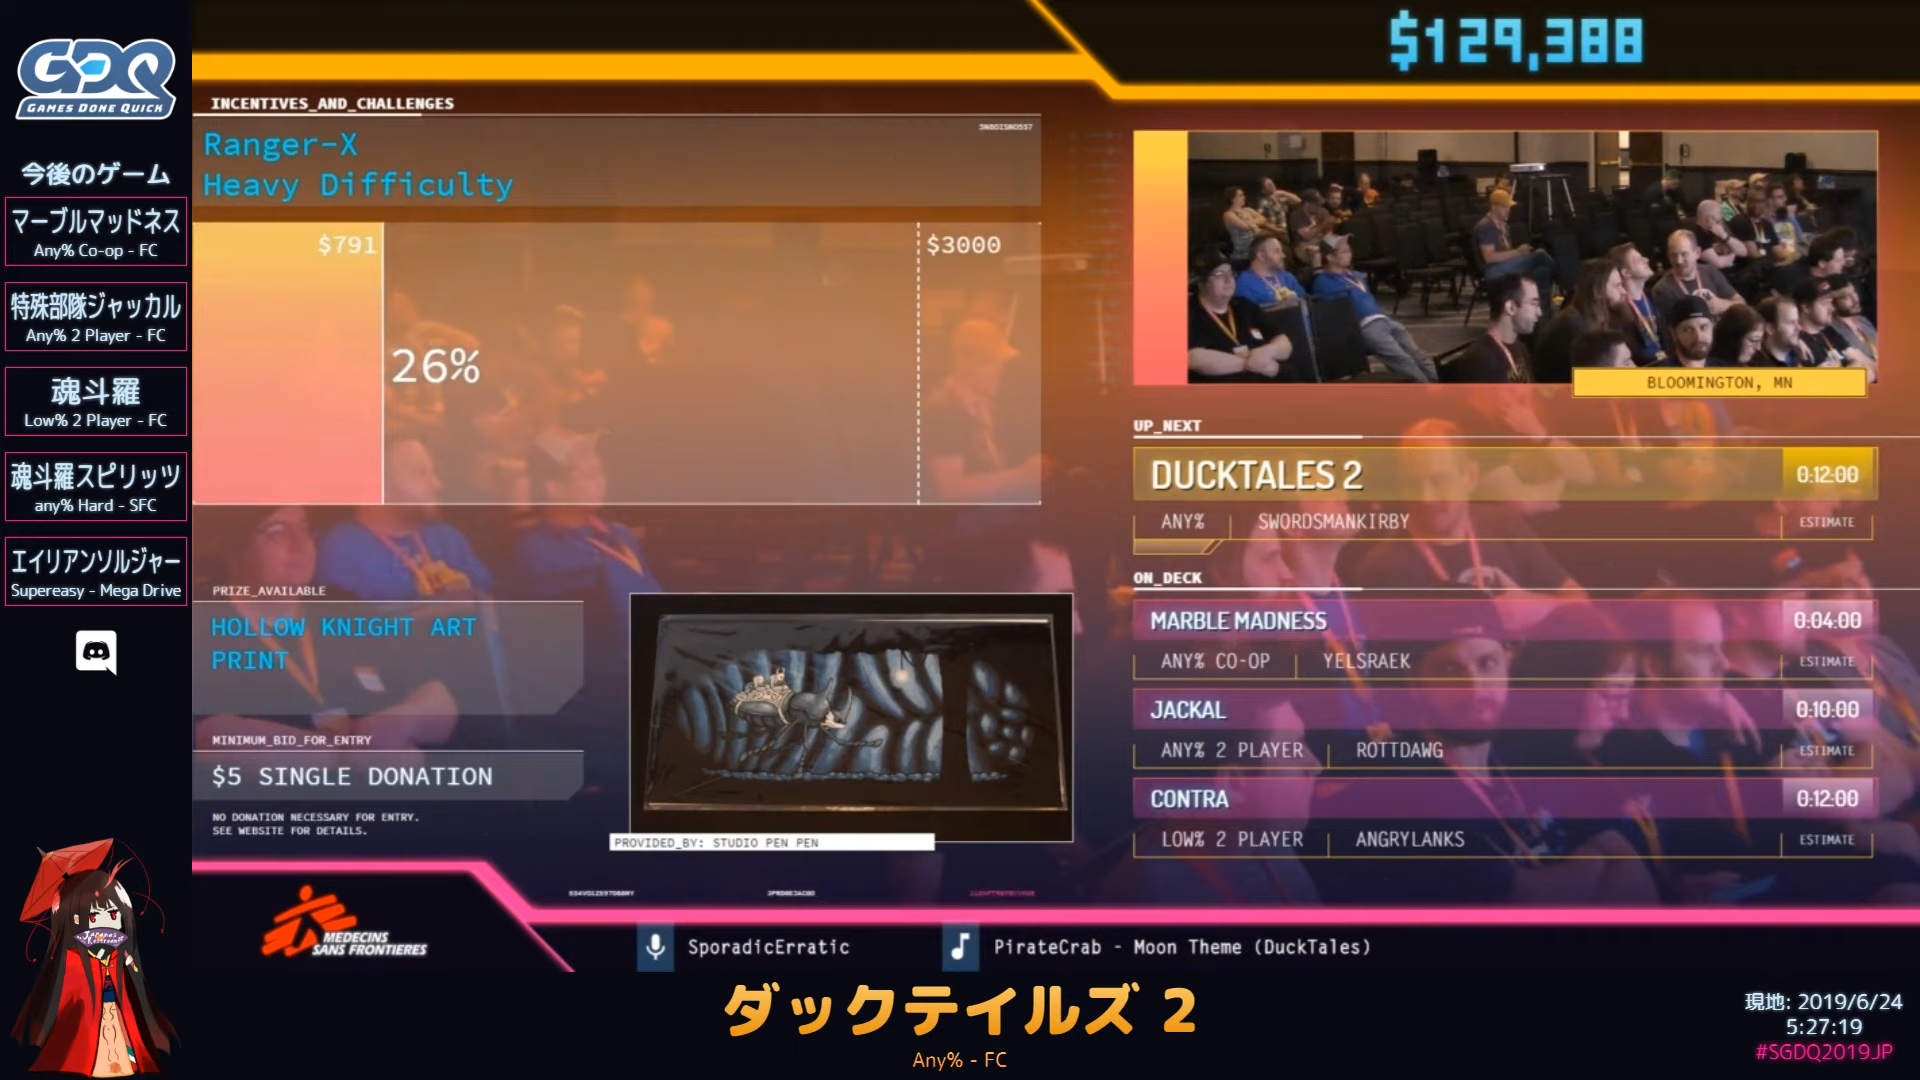 GDQ
GAMES DONE QUICK
今後のゲーム
マーブルマッドネス
Any% Co-op - FC
特殊部隊ジャッカル
Any% 2 Player - FC
魂斗羅
Low% 2 Player - FC
魂斗羅スピリッツ
any% Hard - SFC
エイリアンソルジャー
Supereasy - Mega Drive
$129,388
INCENTIVES_AND_CHALLENGES
Ranger-X
Heavy Difficulty
$791
$3000
26%
PRIZE_AVAILABLE
HOLLOW KNIGHT ART
PRINT
MINIMUM_BID_FOR_ENTRY
$5 SINGLE DONATION
NO DONATION NECESSARY FOR ENTRY.
SEE WEBSITE FOR DETAILS.
PROVIDED_BY: STUDIO PEN PEN
BLOOMINGTON, MN
UP_NEXT
DUCKTALES 2
0:12:00
ANY%
SWORDSMANKIRBY
ESTIMATE
ON_DECK
MARBLE MADNESS
0:04:00
ANY% CO-OP
YELSRAEK
ESTIMATE
JACKAL
0:10:00
ANY% 2 PLAYER
ROTTDAWG
ESTIMATE
CONTRA
0:12:00
LOW% 2 PLAYER
ANGRYLANKS
ESTIMATE
MEDECINS
SANS FRONTIERES
SporadicErratic
PirateCrab - Moon Theme (DuckTales)
ダックテイルズ 2
Any% - FC
現地: 2019/6/24
5:27:19
#SGDQ2019JP